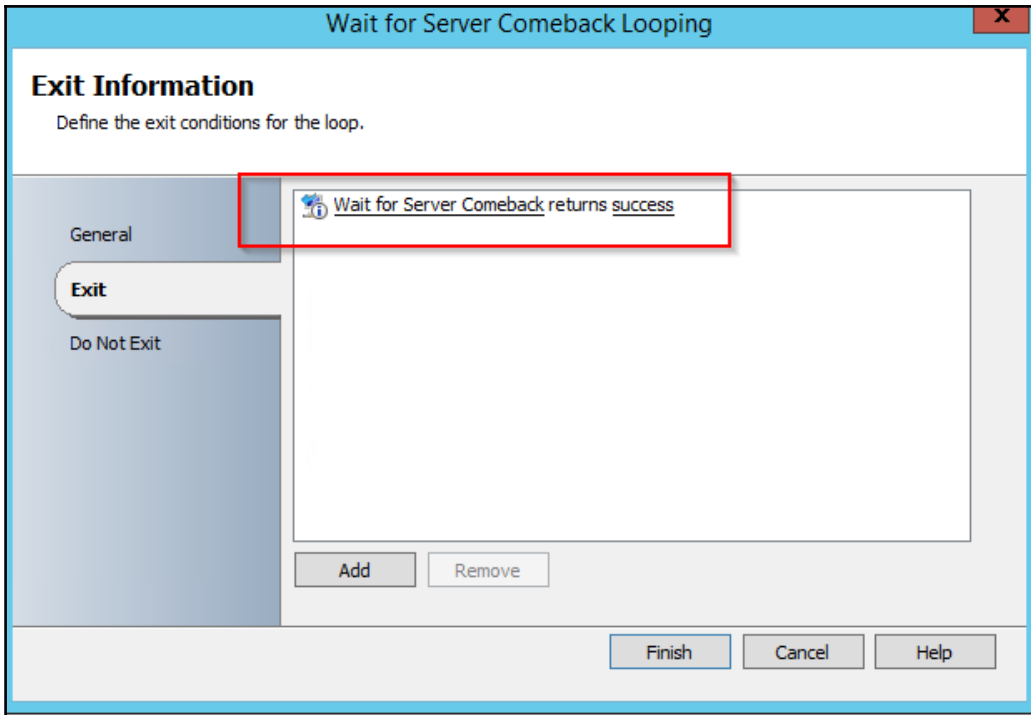 Wait for Server Comeback Looping
X
Exit Information
Define the exit conditions for the loop.
Wait for Server Comeback returns success
General
Exit
Do Not Exit
Add
Remove
Finish
Cancel
Help